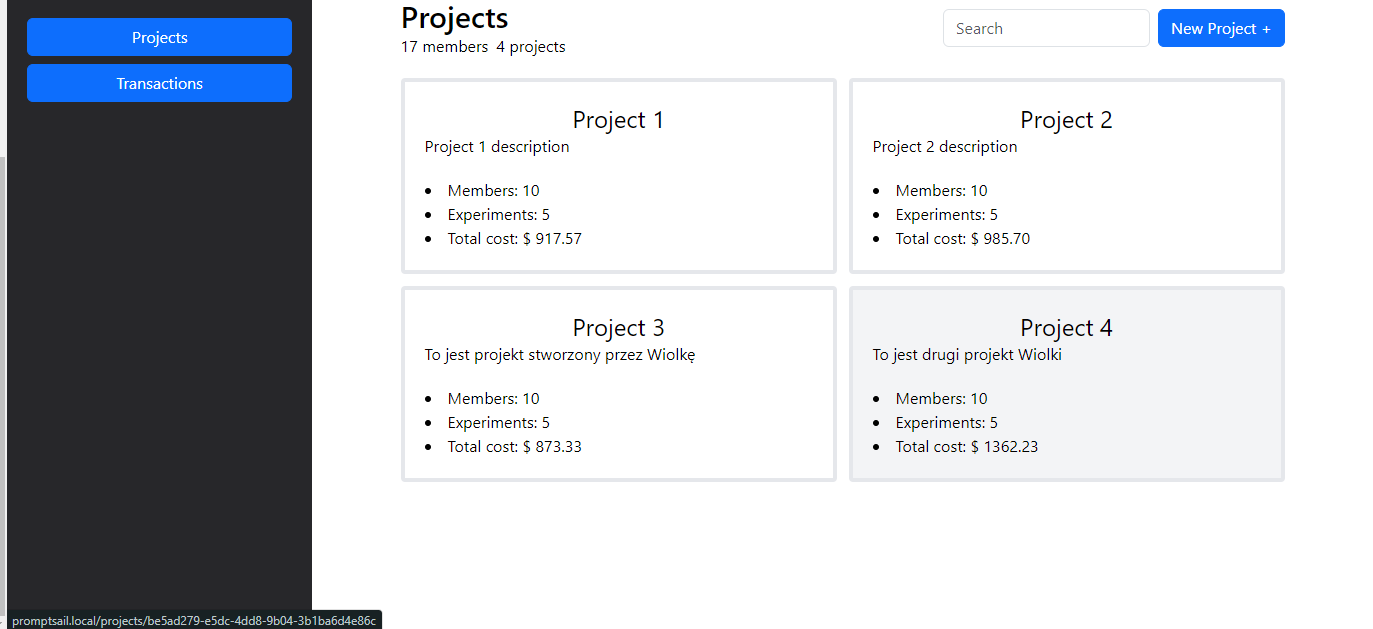 Projects
Transactions
Projects
17 members 4 projects
Search
New Project +
Project 1
Project 1 description
Members: 10
Experiments: 5
Total cost: $ 917.57
Project 2
Project 2 description
Members: 10
Experiments: 5
Total cost: $ 985.70
Project 3
To jest projekt stworzony przez Wiolkę
Members: 10
Experiments: 5
Total cost: $ 873.33
Project 4
To jest drugi projekt Wiolki
Members: 10
Experiments: 5
Total cost: $ 1362.23
promptsail.local/projects/be5ad279-e5dc-4dd8-9b04-3b1ba6d4e86c